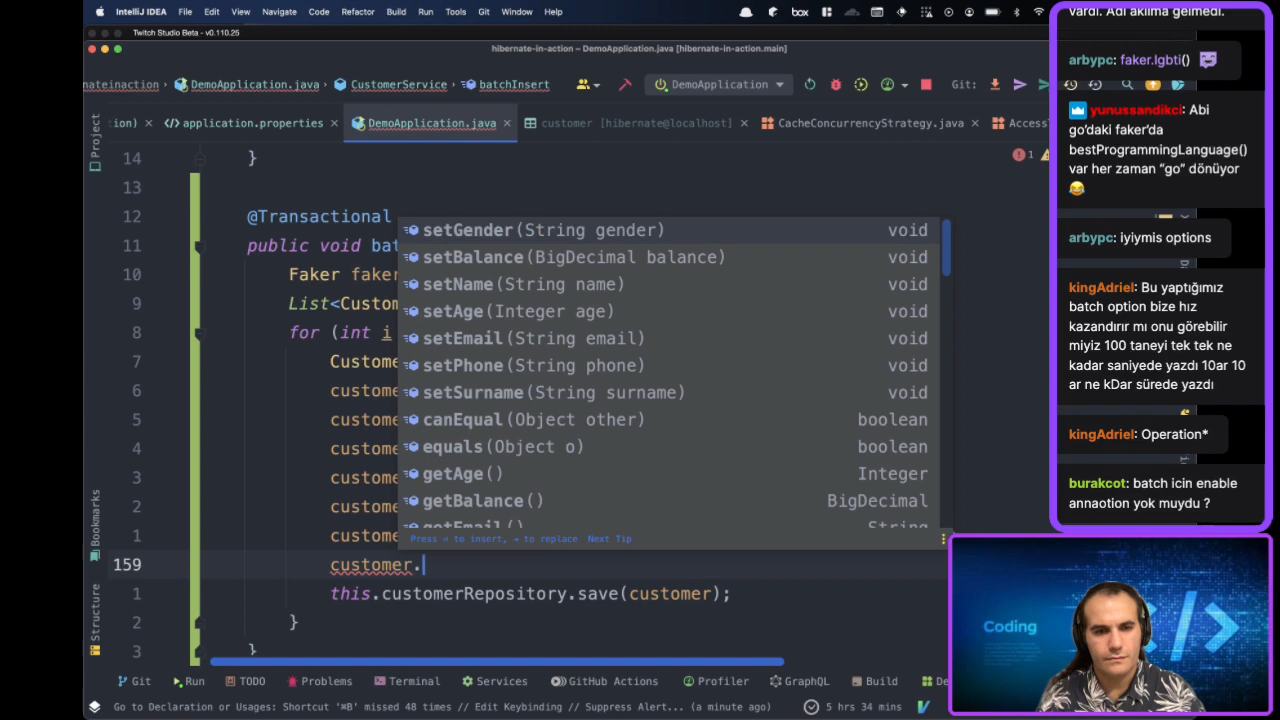 IntelliJ IDEA File Edit View Navigate Code Refactor Build Run Tools Git Window Help
box
Twitch Studio Beta - v0.110.25
hibernate-in-action – DemoApplication.java [hibernate-in-action.main]
nateinaction DemoApplication.java CustomerService batchInsert DemoApplication Git:
ion) application.properties DemoApplication.java customer [hibernate@localhost] CacheConcurrencyStrategy.java Access
Project
14 }
1
13
12 @Transactional
11 public void bat
10 Faker faker
9 List<Custom
8 for (int i
7 Custome
6 custome
5 custome
4 custome
3 custome
2 custome
1 custome
159 customer.
1 this.customerRepository.save(customer);
2 }
3 }
setGender(String gender) void
setBalance(BigDecimal balance) void
setName(String name) void
setAge(Integer age) void
setEmail(String email) void
setPhone(String phone) void
setSurname(String surname) void
canEqual(Object other) boolean
equals(Object o) boolean
getAge() Integer
getBalance() BigDecimal
getEmail() String
Press ⏎ to insert, ⇥ to replace Next Tip
Bookmarks
Structure
Git Run TODO Problems Terminal Services GitHub Actions Profiler GraphQL Build De
Go to Declaration or Usages: Shortcut '⌘B' missed 48 times // Edit Keybinding // Suppress Alert... (a minute ago) 5 hrs 34 mins
vardı. Adı aklıma gelmedi.
arbypc: faker.lgbti()
yunussandikci: Abi
go'daki faker'da
bestProgrammingLanguage()
var her zaman “go” dönüyor
arbypc: iyiymis options
kingAdriel: Bu yaptığımız
batch option bize hız
kazandırır mı onu görebilir
miyiz 100 taneyi tek tek ne
kadar saniyede yazdı 10ar 10
ar ne kDar sürede yazdı
kingAdriel: Operation*
burakcot: batch icin enable
annaotion yok muydu ?
Coding